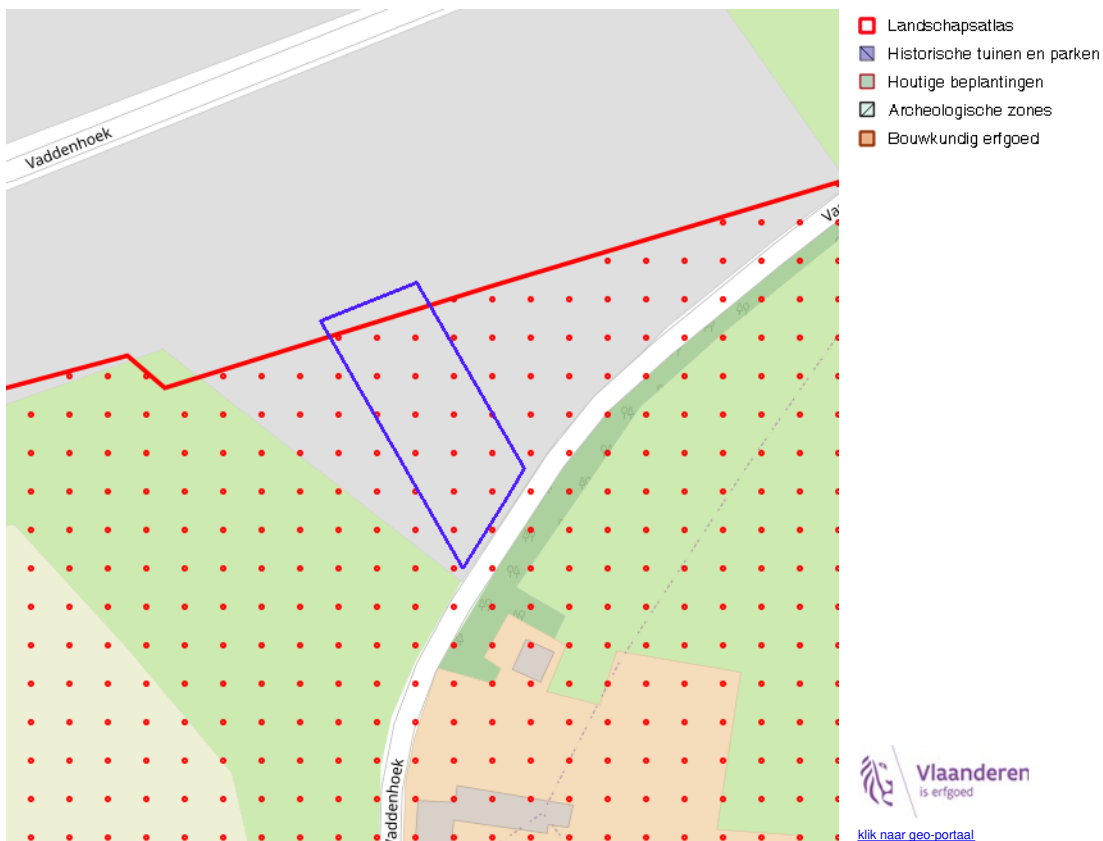 Landschapsatlas
Historische tuinen en parken
Houtige beplantingen
Archeologische zones
Bouwkundig erfgoed
Vaddenhoek
Vaddenhoek
Vlaanderen
is erfgoed
klik naar geo-portaal